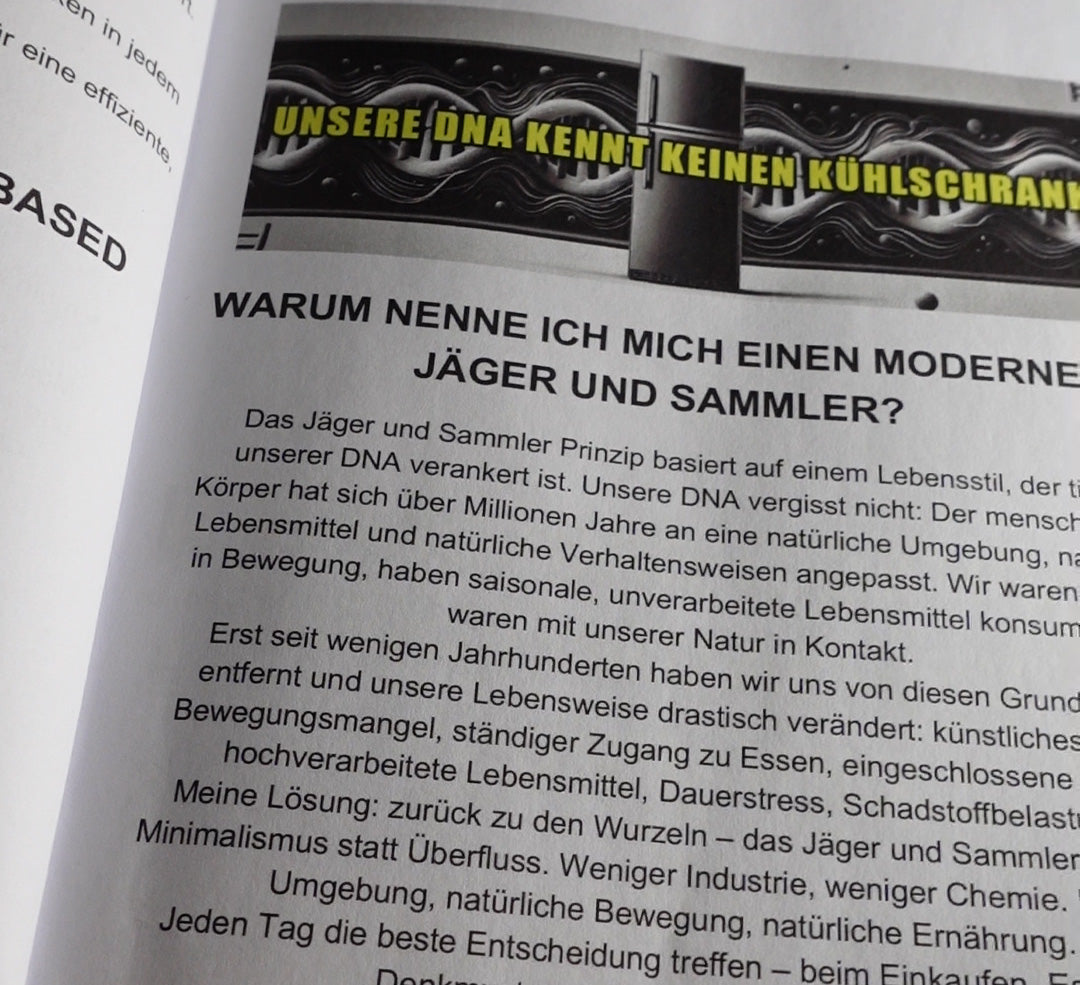 en in jedem
eine effiziente,
BASED
UNSERE DNA KENNT KEINEN KÜHLSCHRANK
WARUM NENNE ICH MICH EINEN MODERNE
JÄGER UND SAMMLER?
Das Jäger und Sammler Prinzip basiert auf einem Lebensstil, der
unserer DNA verankert ist. Unsere DNA vergisst nicht: Der mensch
Körper hat sich über Millionen Jahre an eine natürliche Umgebung,
Lebensmittel und natürliche Verhaltensweisen angepasst. Wir waren
in Bewegung, haben saisonale, unverarbeitete Lebensmittel konsum
waren mit unserer Natur in Kontakt.
Erst seit wenigen Jahrhunderten haben wir uns von diesen Grund
entfernt und unsere Lebensweise drastisch verändert: künstliches
Bewegungsmangel, ständiger Zugang zu Essen, eingeschlossene
hochverarbeitete Lebensmittel, Dauerstress, Schadstoffbelast
Meine Lösung: zurück zu den Wurzeln – das Jäger und Sammler
Minimalismus statt Überfluss. Weniger Industrie, weniger Chemie.
Umgebung, natürliche Bewegung, natürliche Ernährung.
Jeden Tag die beste Entscheidung treffen – beim Einkaufen,